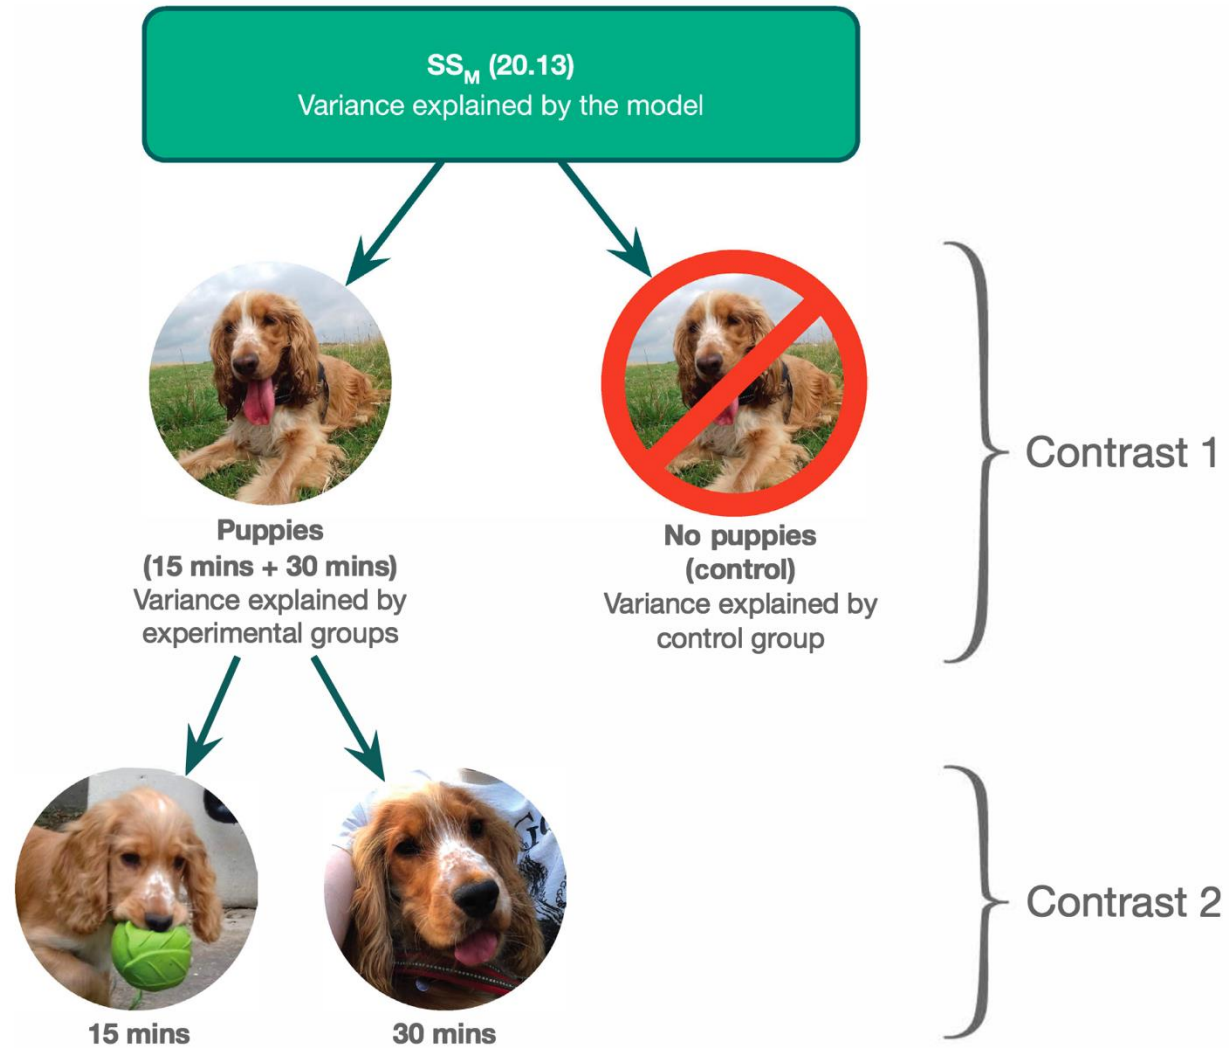 SSM (20.13)
Variance explained by the model
Puppies
(15 mins + 30 mins)
Variance explained by
experimental groups
No puppies
(control)
Variance explained by
control group
Contrast 1
15 mins
30 mins
Contrast 2